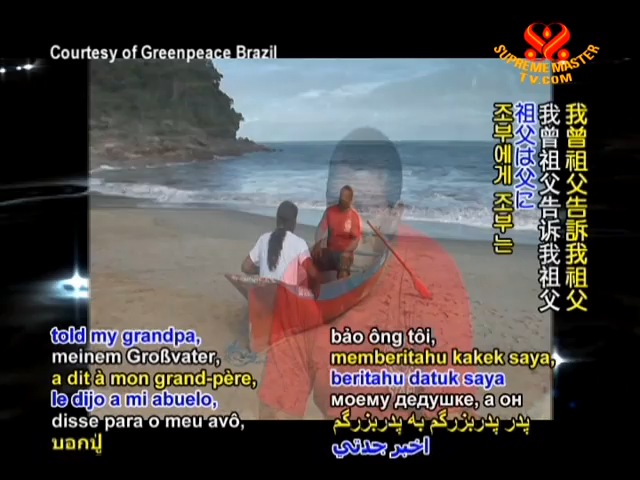 Courtesy of Greenpeace Brazil
SUPREME MASTER
TV.COM
我曾祖父告訴我祖父
我曾祖父告诉我祖父
祖父は父に
조부에게 조부는
told my grandpa,
meinem Großvater,
a dit à mon grand-père,
le dijo a mi abuelo,
disse para o meu avô,
บอกปู่
bảo ông tôi,
memberitahu kakek saya,
beritahu datuk saya
моему дедушке, а он
پدر پدربزرگم به پدربزرگم
اخبر جدتي